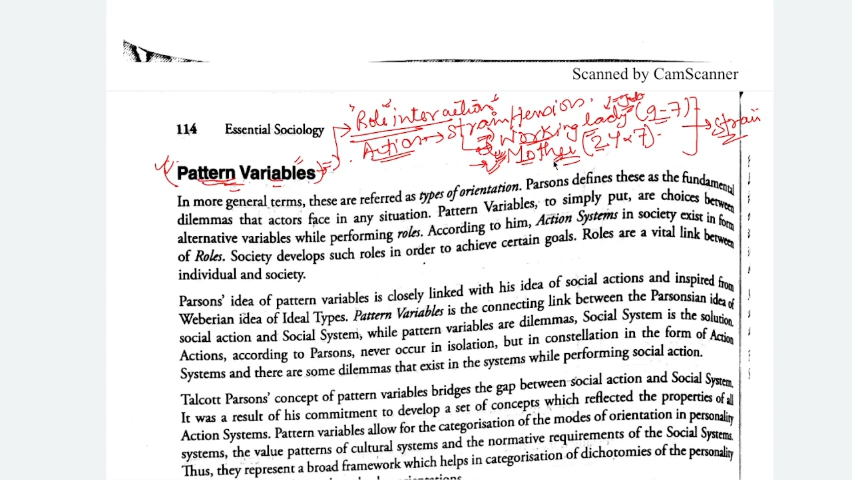 Scanned by CamScanner
"Role" interaction"
Action → Strain/tension.
Job
→ Working lady (9-7)
→ Mother (24x7).
→ Strain
114 Essential Sociology
Pattern Variables
In more general terms, these are referred as types of orientation. Parsons defines these as the fundamental
dilemmas that actors face in any situation. Pattern Variables, to simply put, are choices between
alternative variables while performing roles. According to him, Action Systems in society exist in form
of Roles. Society develops such roles in order to achieve certain goals. Roles are a vital link between
individual and society.
Parsons' idea of pattern variables is closely linked with his idea of social actions and inspired from
Weberian idea of Ideal Types. Pattern Variables is the connecting link between the Parsonsian idea of
social action and Social System, while pattern variables are dilemmas, Social System is the solution.
Actions, according to Parsons, never occur in isolation, but in constellation in the form of Action
Systems and there are some dilemmas that exist in the systems while performing social action.
Talcott Parsons' concept of pattern variables bridges the gap between social action and Social System.
It was a result of his commitment to develop a set of concepts which reflected the properties of all
Action Systems. Pattern variables allow for the categorisation of the modes of orientation in personality
systems, the value patterns of cultural systems and the normative requirements of the Social Systems.
Thus, they represent a broad framework which helps in categorisation of dichotomies of the personality